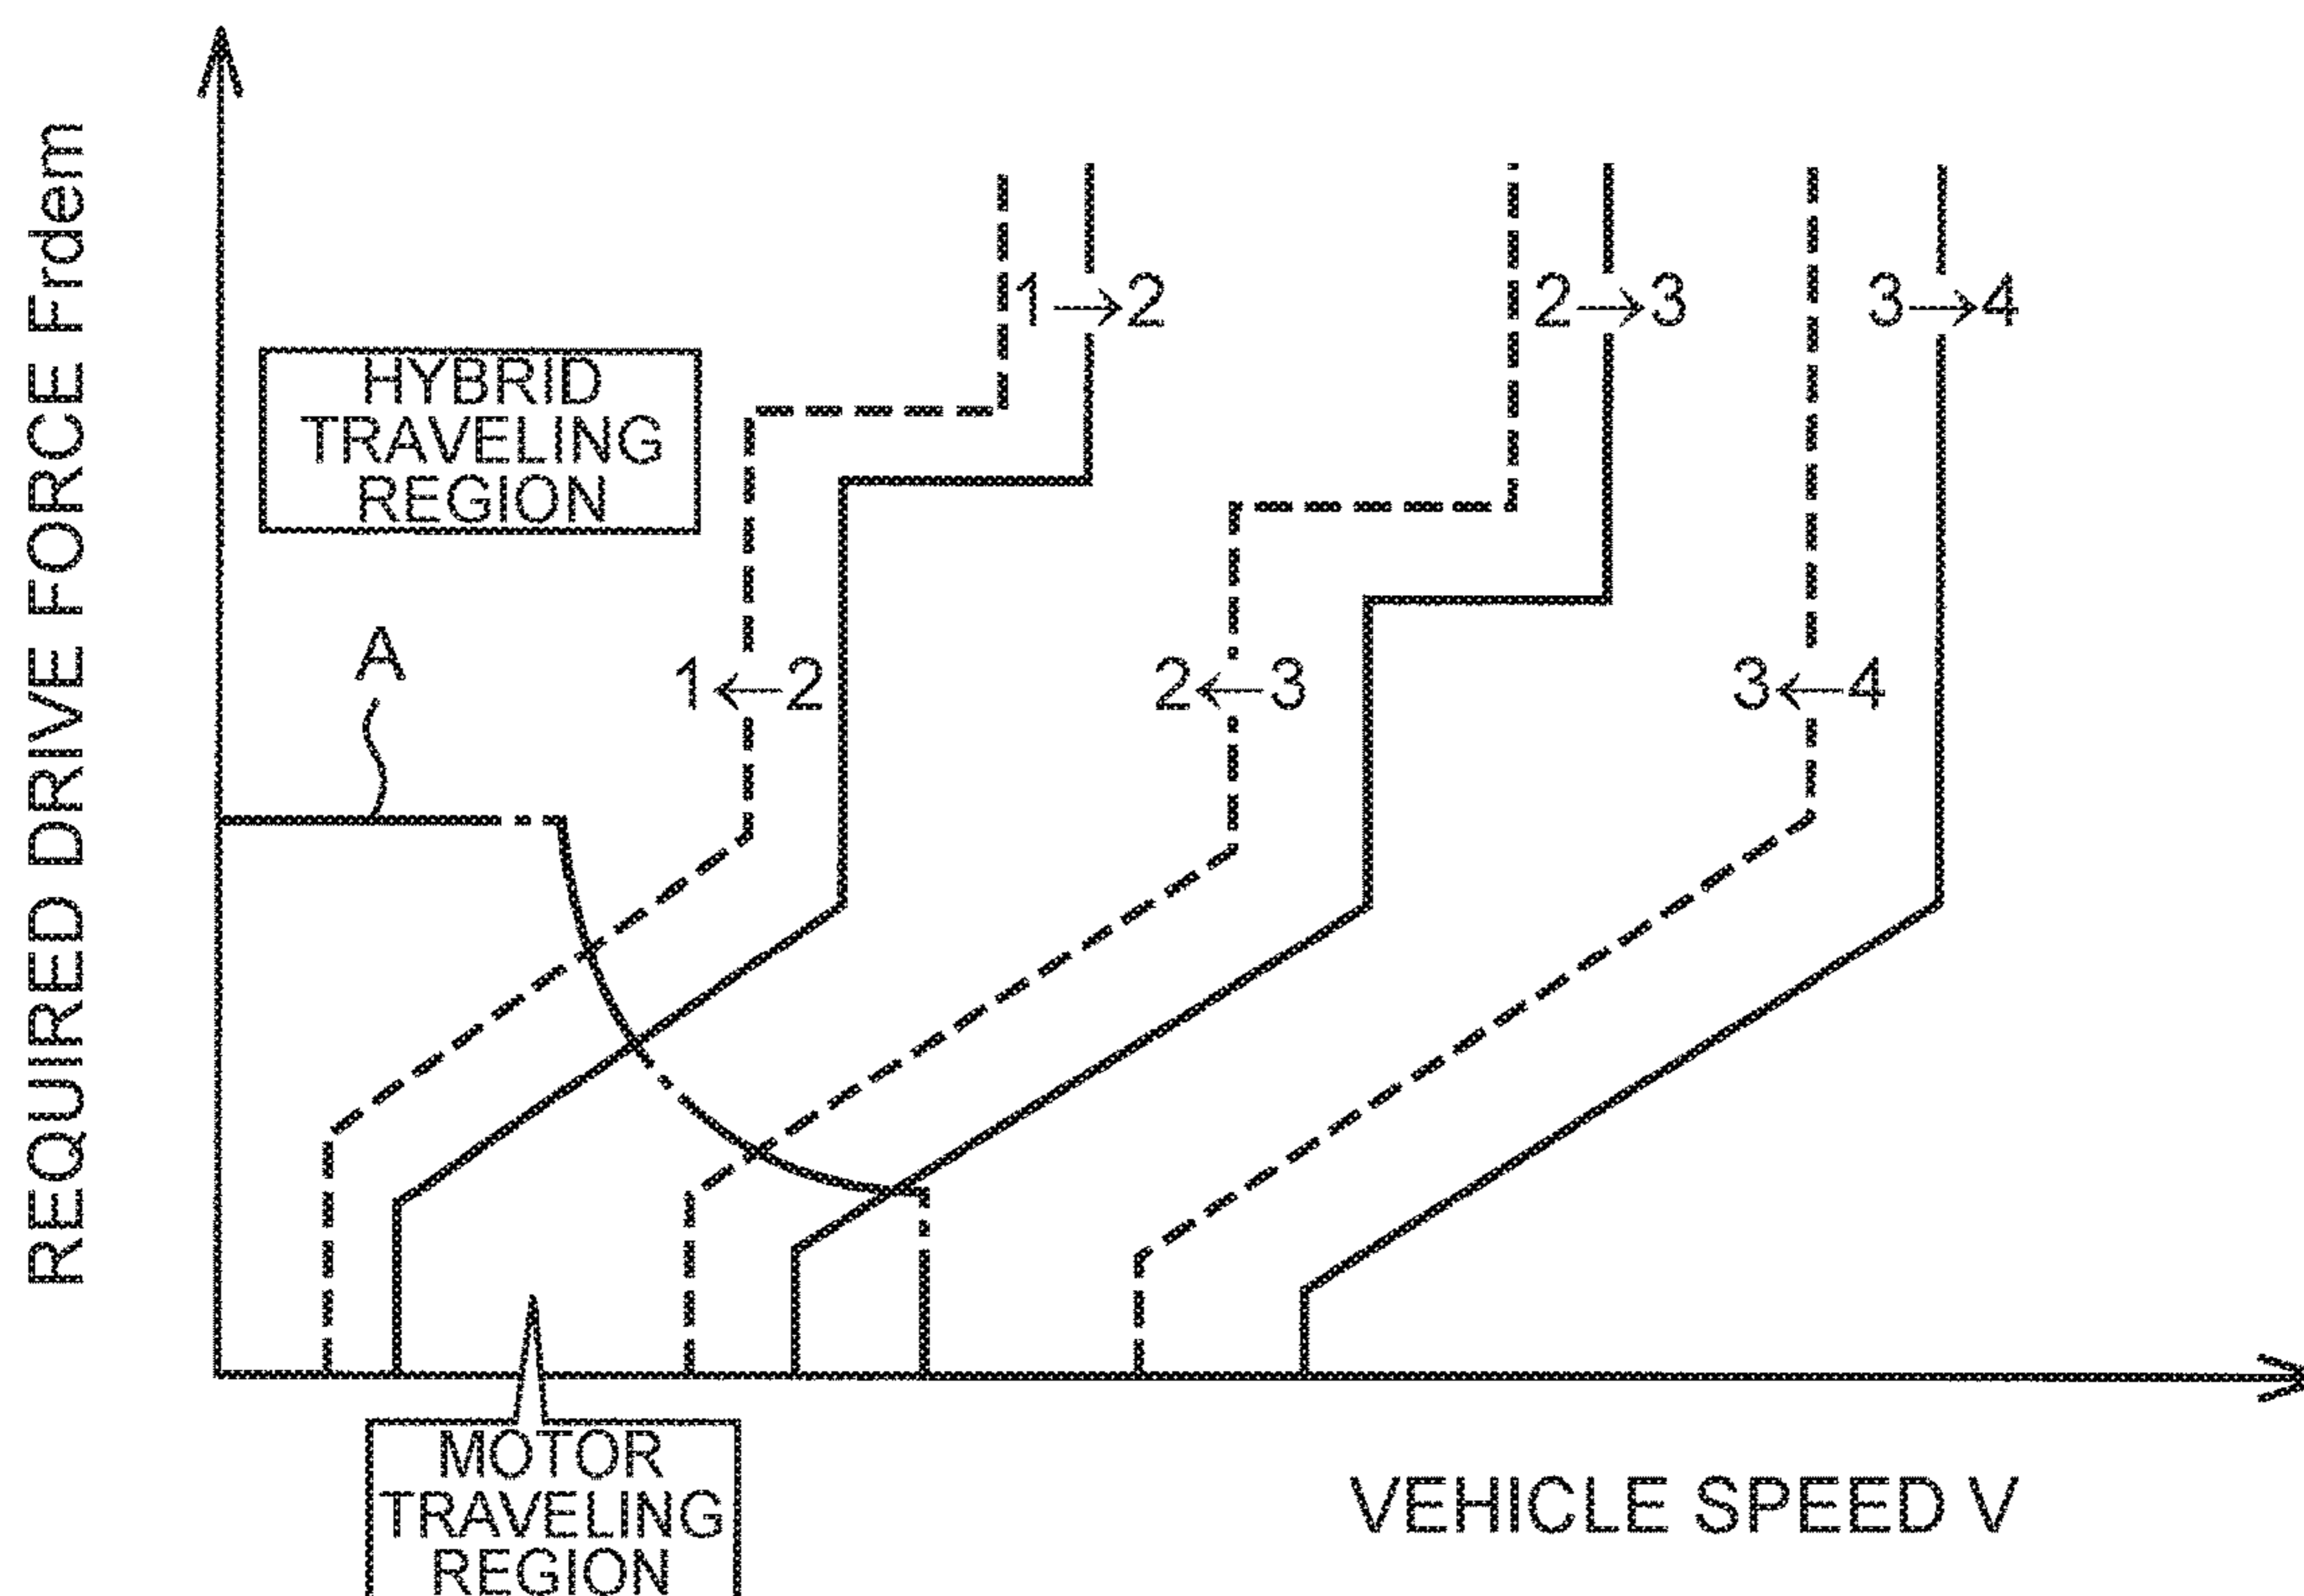 REQUIRED DRIVE FORCE Frdem
1→2
2→3
3→4
HYBRID
TRAVELING
REGION
A
1←2
2←3
3←4
MOTOR
TRAVELING
REGION
VEHICLE SPEED V